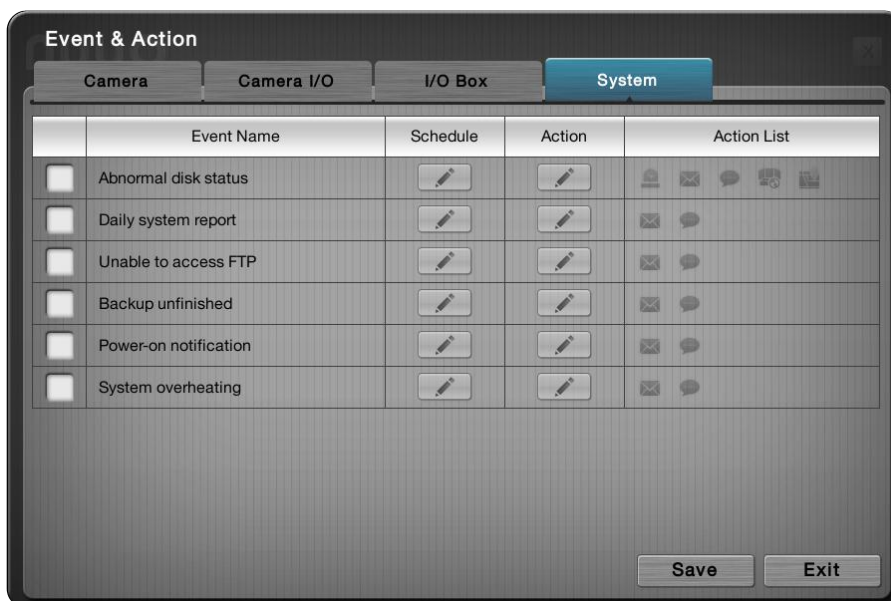 Event & Action
Camera Camera I/O I/O Box System
Event Name Schedule Action Action List
Abnormal disk status
Daily system report
Unable to access FTP
Backup unfinished
Power-on notification
System overheating
Save Exit